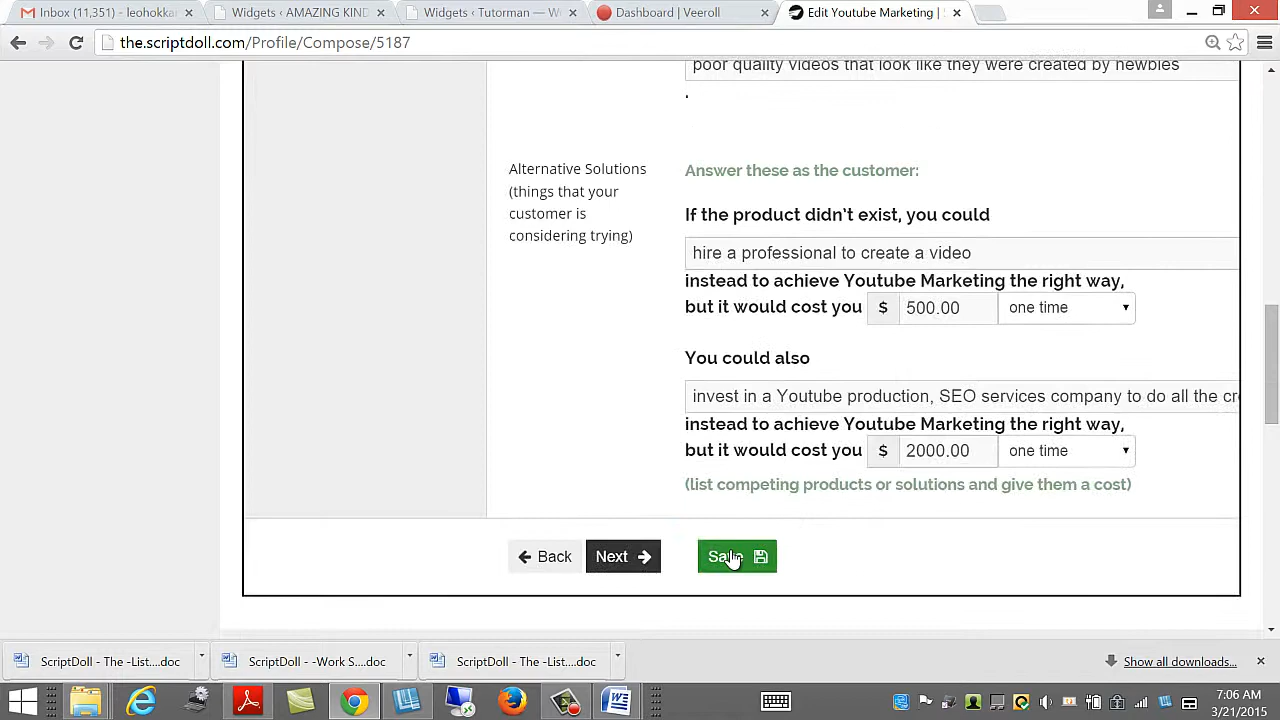 Inbox (11,351) - leohokka
Widgets ‹ AMAZING KIND
Widgets ‹ Tutorman — W
Dashboard | Veeroll
Edit Youtube Marketing |
the.scriptdoll.com/Profile/Compose/5187
poor quality videos that look like they were created by newbies
.
Alternative Solutions
(things that your
customer is
considering trying)
Answer these as the customer:
If the product didn't exist, you could
hire a professional to create a video
instead to achieve Youtube Marketing the right way,
but it would cost you $ 500.00 one time
You could also
invest in a Youtube production, SEO services company to do all the cr
instead to achieve Youtube Marketing the right way,
but it would cost you $ 2000.00 one time
(list competing products or solutions and give them a cost)
Back Next Save
ScriptDoll - The -List....doc
ScriptDoll - -Work S....doc
ScriptDoll - The -List....doc
Show all downloads...
7:06 AM
3/21/2015